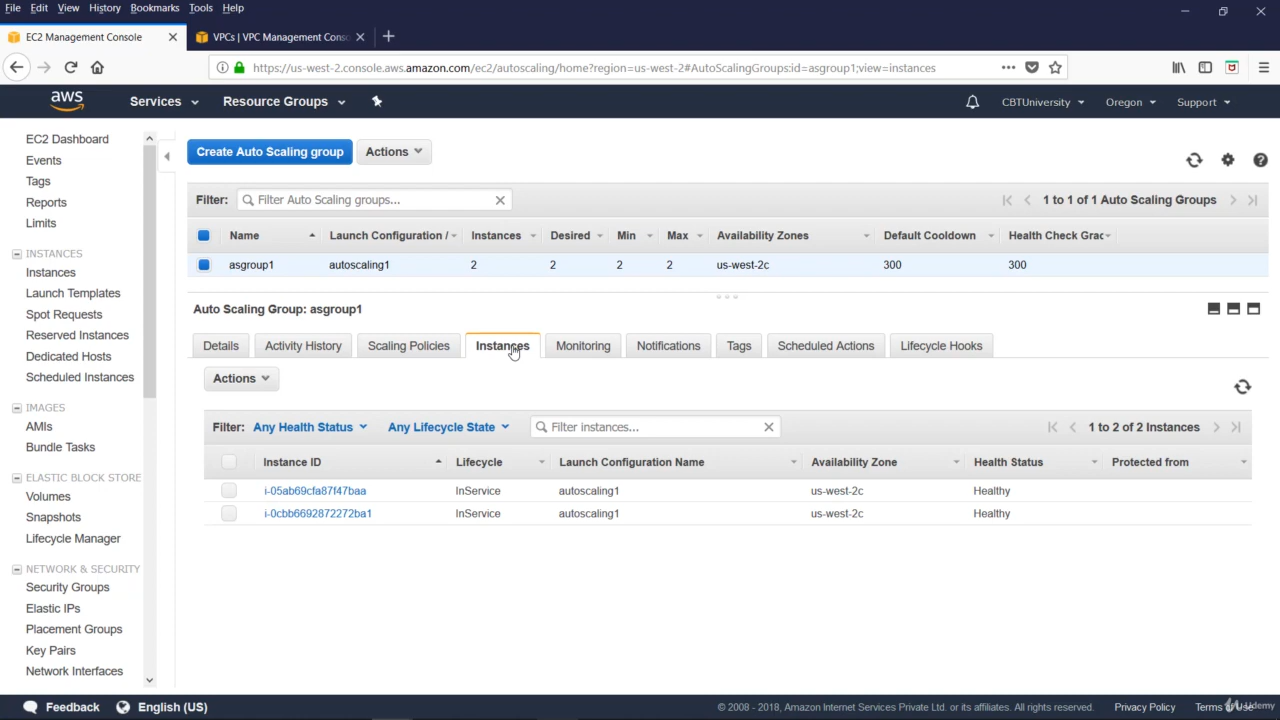 File Edit View History Bookmarks Tools Help
EC2 Management Console VPCs | VPC Management Cons
https://us-west-2.console.aws.amazon.com/ec2/autoscaling/home?region=us-west-2#AutoScalingGroups:id=asgroup1;view=instances
aws Services Resource Groups CBTUniversity Oregon Support
EC2 Dashboard
Events
Tags
Reports
Limits
INSTANCES
Instances
Launch Templates
Spot Requests
Reserved Instances
Dedicated Hosts
Scheduled Instances
IMAGES
AMIs
Bundle Tasks
ELASTIC BLOCK STORE
Volumes
Snapshots
Lifecycle Manager
NETWORK & SECURITY
Security Groups
Elastic IPs
Placement Groups
Key Pairs
Network Interfaces
Create Auto Scaling group Actions
Filter: Filter Auto Scaling groups... 1 to 1 of 1 Auto Scaling Groups
Name Launch Configuration / Instances Desired Min Max Availability Zones Default Cooldown Health Check Grac
asgroup1 autoscaling1 2 2 2 2 us-west-2c 300 300
Auto Scaling Group: asgroup1
Details Activity History Scaling Policies Instances Monitoring Notifications Tags Scheduled Actions Lifecycle Hooks
Actions
Filter: Any Health Status Any Lifecycle State Filter instances... 1 to 2 of 2 Instances
Instance ID Lifecycle Launch Configuration Name Availability Zone Health Status Protected from
i-05ab69cfa87f47baa InService autoscaling1 us-west-2c Healthy
i-0cbb6692872272ba1 InService autoscaling1 us-west-2c Healthy
Feedback English (US) © 2008 - 2018, Amazon Internet Services Private Ltd. or its affiliates. All rights reserved. Privacy Policy Terms of Use
Udemy